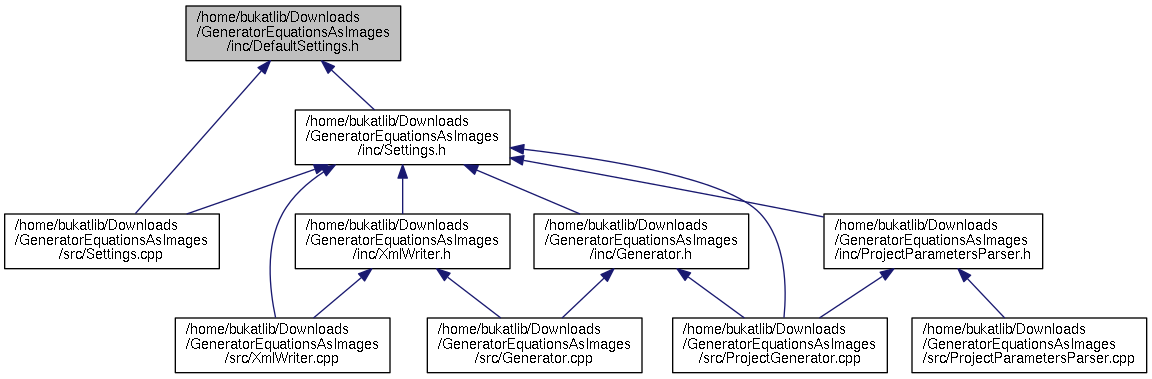 /home/bukatlib/Downloads
/GeneratorEquationsAsImages
/inc/DefaultSettings.h
/home/bukatlib/Downloads
/GeneratorEquationsAsImages
/inc/Settings.h
/home/bukatlib/Downloads
/GeneratorEquationsAsImages
/src/Settings.cpp
/home/bukatlib/Downloads
/GeneratorEquationsAsImages
/inc/XmlWriter.h
/home/bukatlib/Downloads
/GeneratorEquationsAsImages
/inc/Generator.h
/home/bukatlib/Downloads
/GeneratorEquationsAsImages
/inc/ProjectParametersParser.h
/home/bukatlib/Downloads
/GeneratorEquationsAsImages
/src/XmlWriter.cpp
/home/bukatlib/Downloads
/GeneratorEquationsAsImages
/src/Generator.cpp
/home/bukatlib/Downloads
/GeneratorEquationsAsImages
/src/ProjectGenerator.cpp
/home/bukatlib/Downloads
/GeneratorEquationsAsImages
/src/ProjectParametersParser.cpp